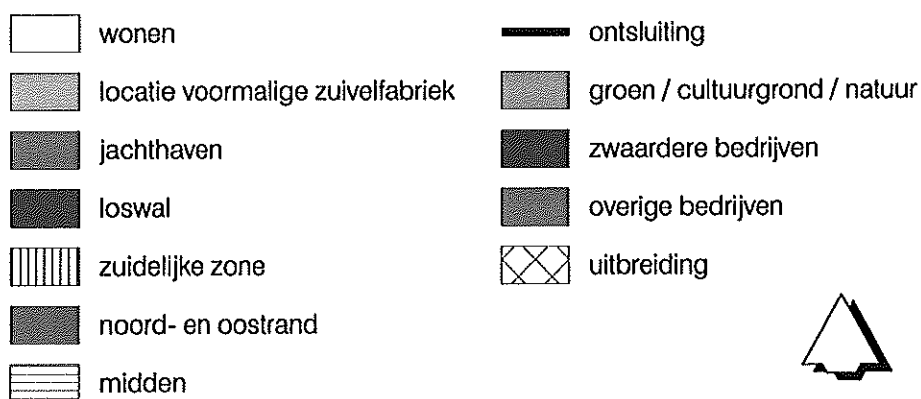 wonen
locatie voormalige zuivelfabriek
jachthaven
loswal
zuidelijke zone
noord- en oostrand
midden
ontsluiting
groen / cultuurgrond / natuur
zwaardere bedrijven
overige bedrijven
uitbreiding